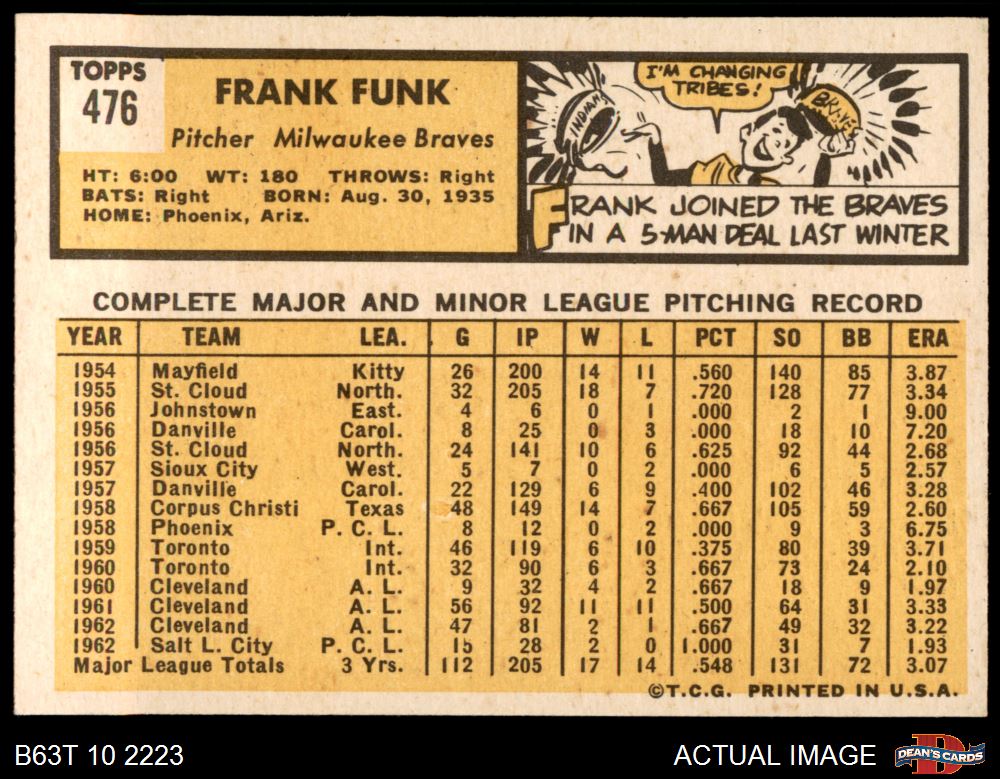 TOPPS
476
FRANK FUNK
Pitcher Milwaukee Braves
HT: 6:00 WT: 180 THROWS: Right
BATS: Right BORN: Aug. 30, 1935
HOME: Phoenix, Ariz.
I'M CHANGING
TRIBES!
INDIANS
BRAVES
FRANK JOINED THE BRAVES
IN A 5-MAN DEAL LAST WINTER
COMPLETE MAJOR AND MINOR LEAGUE PITCHING RECORD
YEAR TEAM LEA. G IP W L PCT SO BB ERA
1954 Mayfield Kitty 26 200 14 11 .560 140 85 3.87
1955 St. Cloud North. 32 205 18 7 .720 128 77 3.34
1956 Johnstown East. 4 6 0 1 .000 2 1 9.00
1956 Danville Carol. 8 25 0 3 .000 18 10 7.20
1956 St. Cloud North. 24 141 10 6 .625 92 44 2.68
1957 Sioux City West. 5 7 0 2 .000 6 5 2.57
1957 Danville Carol. 22 129 6 9 .400 102 46 3.28
1958 Corpus Christi Texas 48 149 14 7 .667 105 59 2.60
1958 Phoenix P. C. L. 8 12 0 2 .000 9 3 6.75
1959 Toronto Int. 46 119 6 10 .375 80 39 3.71
1960 Toronto Int. 32 90 6 3 .667 73 24 2.10
1960 Cleveland A. L. 9 32 4 2 .667 18 9 1.97
1961 Cleveland A. L. 56 92 11 11 .500 64 31 3.33
1962 Cleveland A. L. 47 81 2 1 .667 49 32 3.22
1962 Salt L. City P. C. L. 15 28 2 0 1.000 31 7 1.93
Major League Totals 3 Yrs. 112 205 17 14 .548 131 72 3.07
©T.C.G. PRINTED IN U.S.A.
B63T 10 2223 ACTUAL IMAGE DEAN'S CARDS